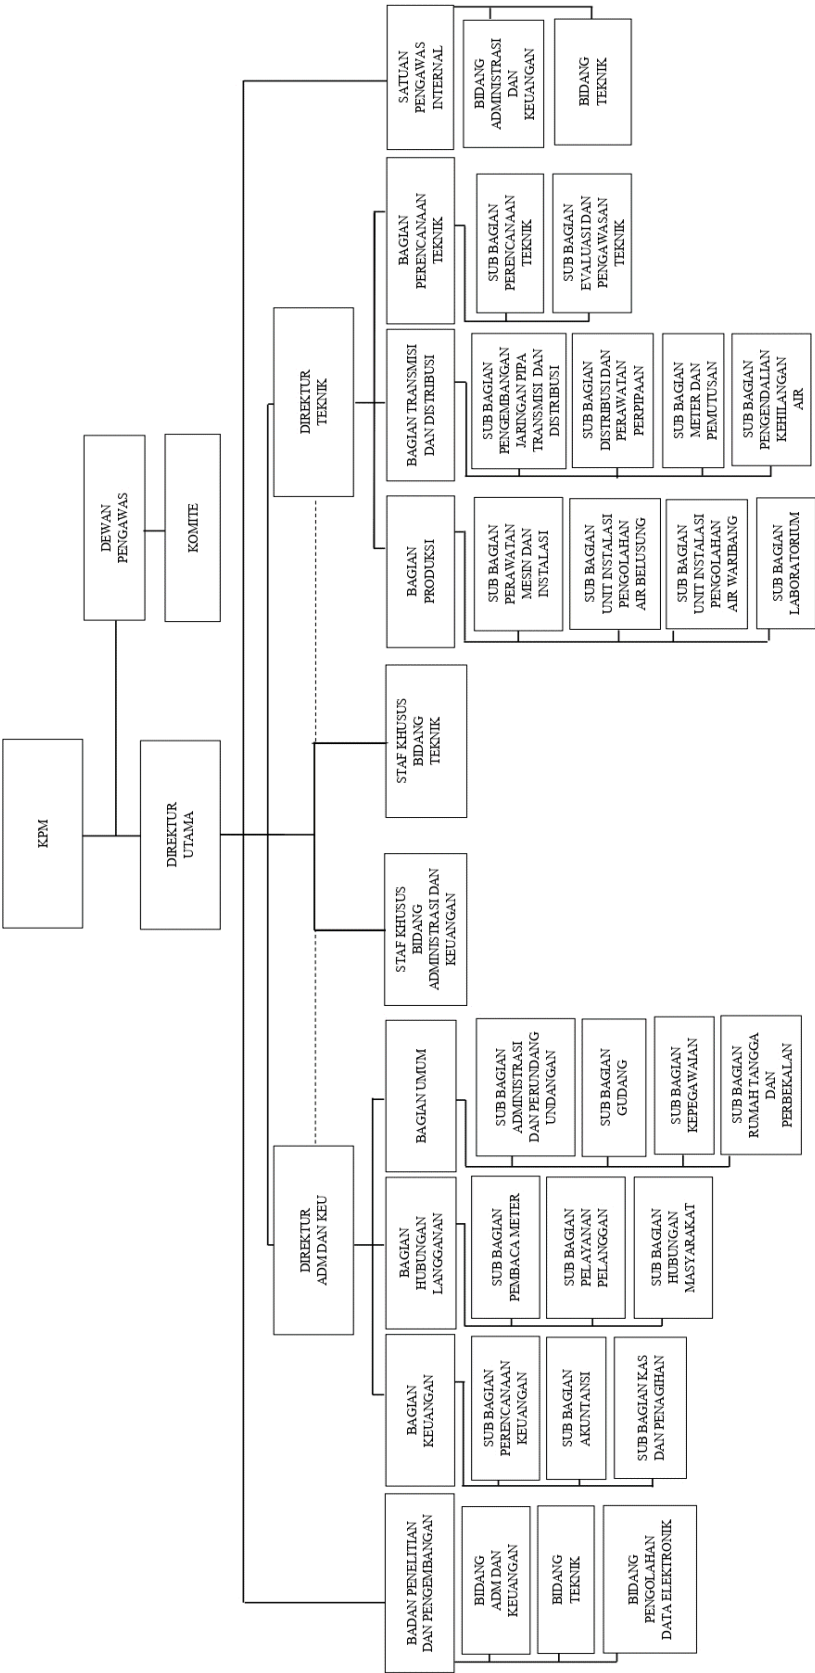 KPM
DEWAN
PENGAWAS
KOMITE
DIREKTUR
UTAMA
DIREKTUR
ADM DAN KEU
DIREKTUR
TEKNIK
BADAN PENELITIAN
DAN PENGEMBANGAN
BIDANG
ADM DAN
KEUANGAN
BIDANG
TEKNIK
BIDANG
PENGOLAHAN
DATA ELEKTRONIK
BAGIAN
KEUANGAN
SUB BAGIAN
PERENCANAAN
KEUANGAN
SUB BAGIAN
AKUNTANSI
SUB BAGIAN KAS
DAN PENAGIHAN
BAGIAN
HUBUNGAN
LANGGANAN
SUB BAGIAN
PEMBACA METER
SUB BAGIAN
PELAYANAN
PELANGGAN
SUB BAGIAN
HUBUNGAN
MASYARAKAT
BAGIAN UMUM
SUB BAGIAN
ADMINISTRASI
DAN PERUNDANG
UNDANGAN
SUB BAGIAN
GUDANG
SUB BAGIAN
KEPEGAWAIAN
SUB BAGIAN
RUMAH TANGGA
DAN
PERBEKALAN
STAF KHUSUS
BIDANG
ADMINISTRASI DAN
KEUANGAN
STAF KHUSUS
BIDANG
TEKNIK
BAGIAN
PRODUKSI
SUB BAGIAN
PERAWATAN
MESIN DAN
INSTALASI
SUB BAGIAN
UNIT INSTALASI
PENGOLAHAN
AIR BELUSUNG
SUB BAGIAN
UNIT INSTALASI
PENGOLAHAN
AIR WARIBANG
SUB BAGIAN
LABORATORIUM
BAGIAN TRANSMISI
DAN DISTRIBUSI
SUB BAGIAN
PENGEMBANGAN
JARINGAN PIPA
TRANSMISI DAN
DISTRIBUSI
SUB BAGIAN
DISTRIBUSI DAN
PERAWATAN
PERPIPAAN
SUB BAGIAN
METER DAN
PEMUTUSAN
SUB BAGIAN
PENGENDALIAN
KEHILANGAN
AIR
BAGIAN
PERENCANAAN
TEKNIK
SUB BAGIAN
PERENCANAAN
TEKNIK
SUB BAGIAN
EVALUASI DAN
PENGAWASAN
TEKNIK
SATUAN
PENGAWAS
INTERNAL
BIDANG
ADMINISTRASI
DAN
KEUANGAN
BIDANG
TEKNIK